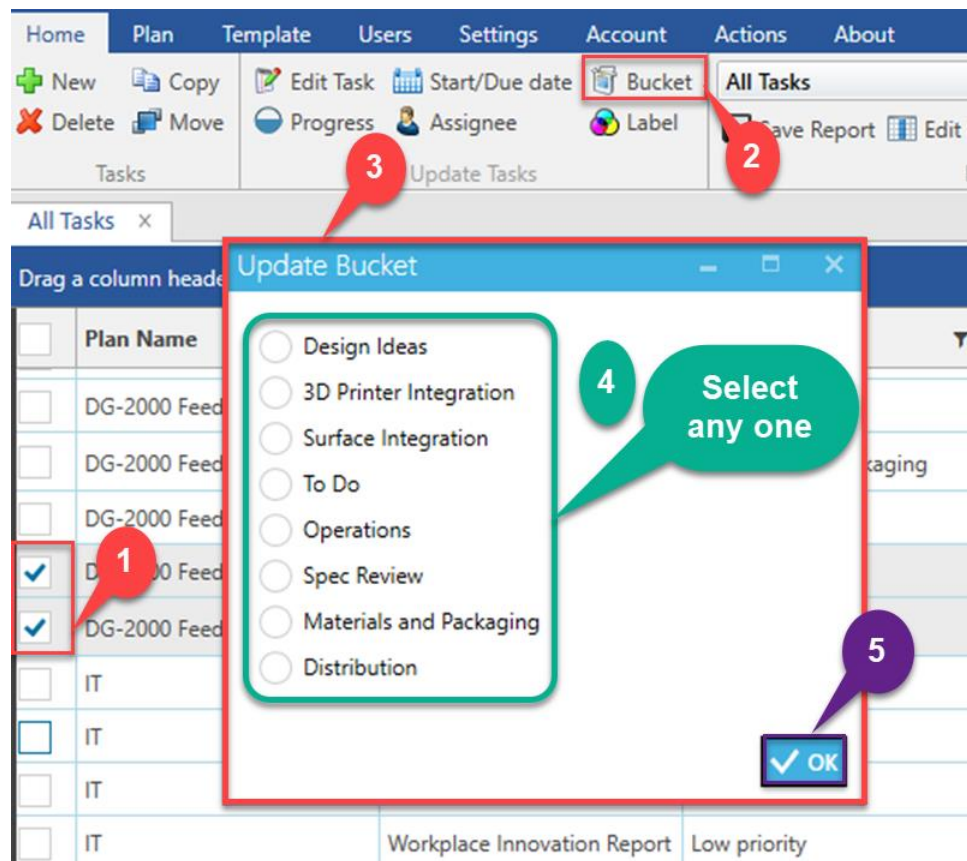 Home Plan Template Users Settings Account Actions About
New Copy Edit Task Start/Due date Bucket All Tasks
Delete Move Progress Assignee Label Save Report Edit
Tasks Update Tasks
2
3
All Tasks ×
Drag a column heade
Update Bucket
Plan Name
Design Ideas
3D Printer Integration
Surface Integration
To Do
Operations
Spec Review
Materials and Packaging
Distribution
4
Select
any one
DG-2000 Feed
DG-2000 Feed kaging
DG-2000 Feed
1
D 00 Feed
DG-2000 Feed
5
OK
IT
IT
IT
IT Workplace Innovation Report Low priority